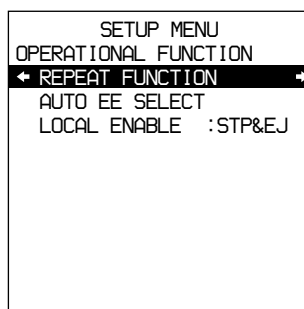 SETUP MENU
OPERATIONAL FUNCTION
← REPEAT FUNCTION →
AUTO EE SELECT
LOCAL ENABLE :STP&EJ